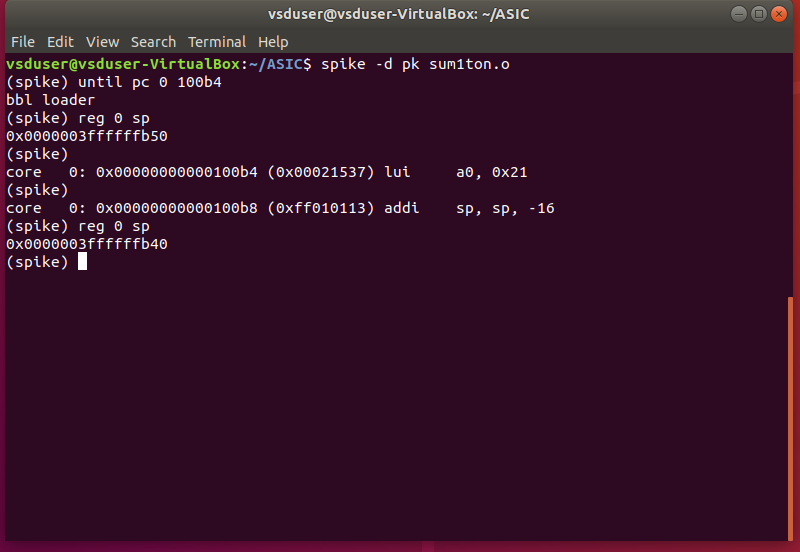 vsduser@vsduser-VirtualBox: ~/ASIC
File Edit View Search Terminal Help
vsduser@vsduser-VirtualBox:~/ASIC$ spike -d pk sum1ton.o
(spike) until pc 0 100b4
bbl loader
(spike) reg 0 sp
0x0000003ffffffb50
(spike)
core   0: 0x00000000000100b4 (0x00021537) lui     a0, 0x21
(spike)
core   0: 0x00000000000100b8 (0xff010113) addi    sp, sp, -16
(spike) reg 0 sp
0x0000003ffffffb40
(spike)